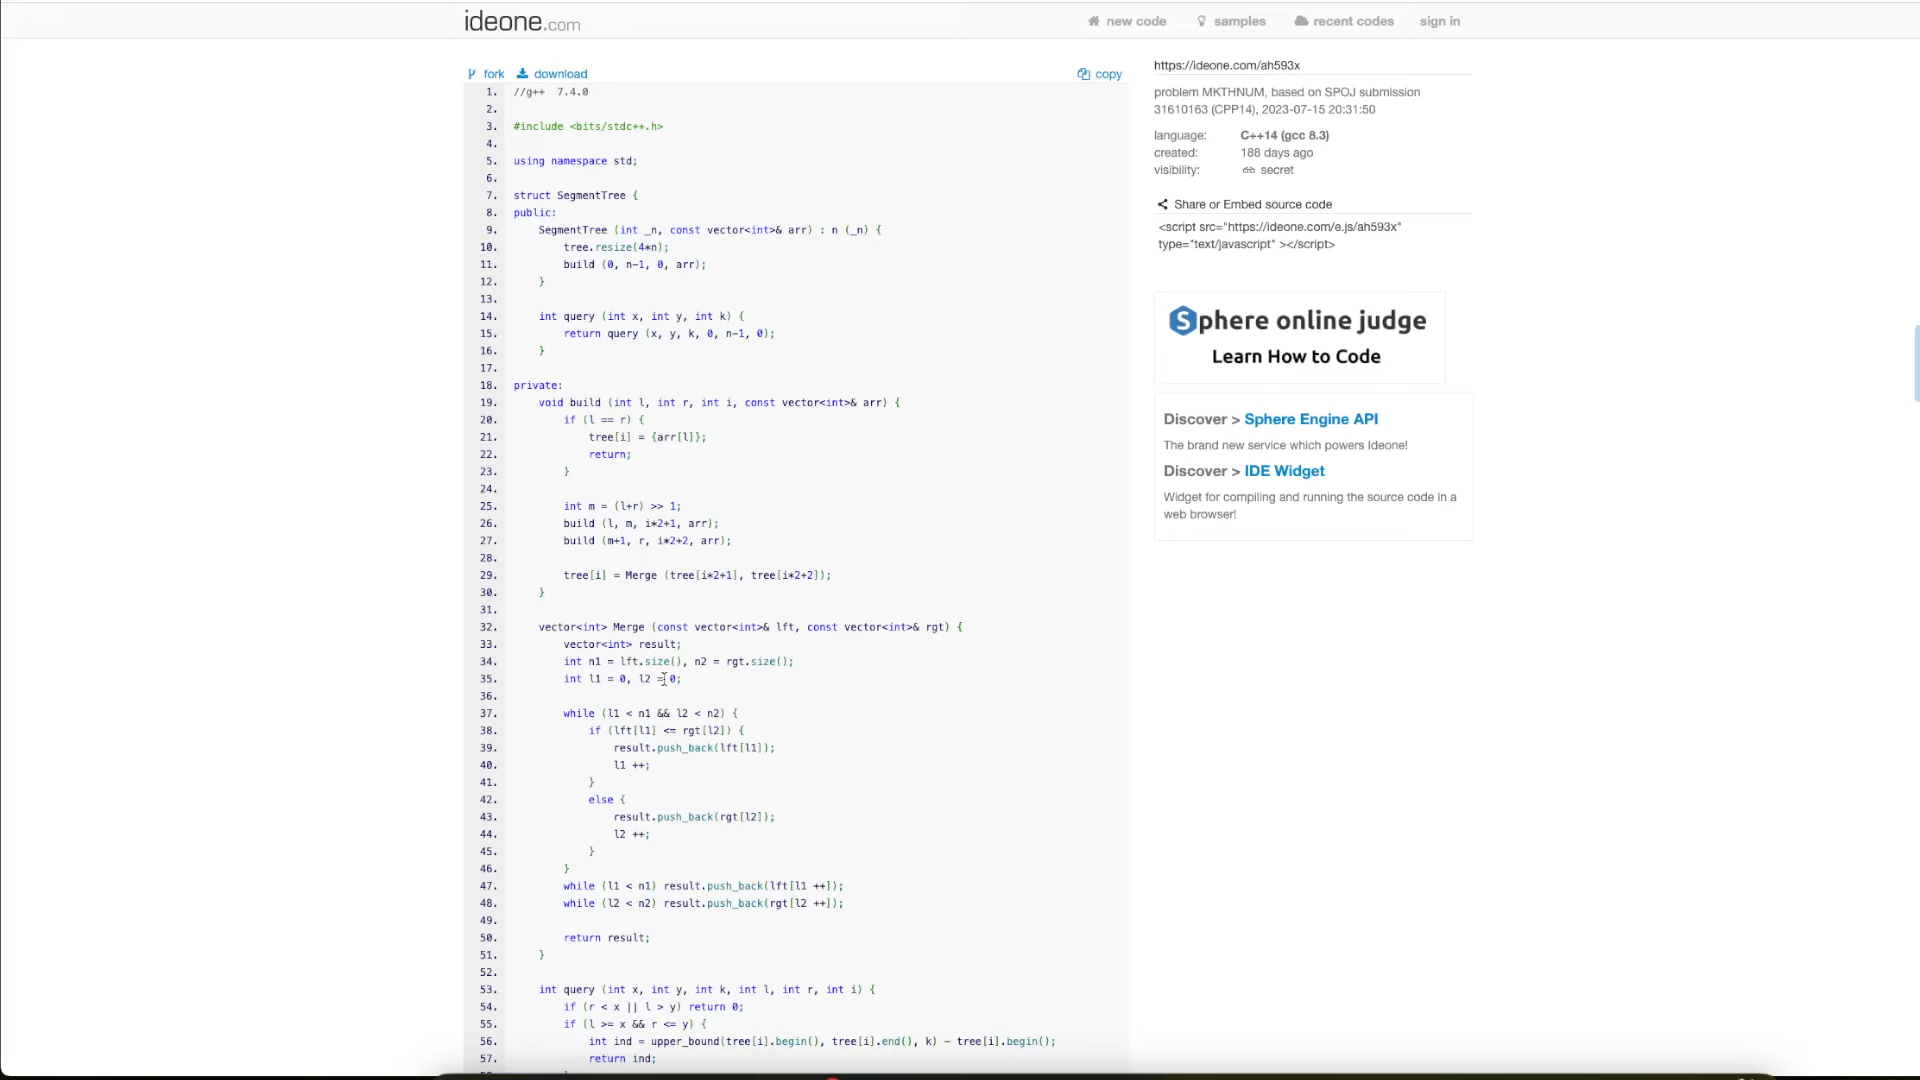 ideone.com
new code samples recent codes sign in
fork download copy
1. //g++  7.4.0
2.
3. #include <bits/stdc++.h>
4.
5. using namespace std;
6.
7. struct SegmentTree {
8. public:
9.     SegmentTree (int _n, const vector<int>& arr) : n (_n) {
10.         tree.resize(4*n);
11.         build (0, n-1, 0, arr);
12.     }
13.
14.     int query (int x, int y, int k) {
15.         return query (x, y, k, 0, n-1, 0);
16.     }
17.
18. private:
19.     void build (int l, int r, int i, const vector<int>& arr) {
20.         if (l == r) {
21.             tree[i] = {arr[l]};
22.             return;
23.         }
24.
25.         int m = (l+r) >> 1;
26.         build (l, m, i*2+1, arr);
27.         build (m+1, r, i*2+2, arr);
28.
29.         tree[i] = Merge (tree[i*2+1], tree[i*2+2]);
30.     }
31.
32.     vector<int> Merge (const vector<int>& lft, const vector<int>& rgt) {
33.         vector<int> result;
34.         int n1 = lft.size(), n2 = rgt.size();
35.         int l1 = 0, l2 = 0;
36.
37.         while (l1 < n1 && l2 < n2) {
38.             if (lft[l1] <= rgt[l2]) {
39.                 result.push_back(lft[l1]);
40.                 l1 ++;
41.             }
42.             else {
43.                 result.push_back(rgt[l2]);
44.                 l2 ++;
45.             }
46.         }
47.         while (l1 < n1) result.push_back(lft[l1 ++]);
48.         while (l2 < n2) result.push_back(rgt[l2 ++]);
49.
50.         return result;
51.     }
52.
53.     int query (int x, int y, int k, int l, int r, int i) {
54.         if (r < x || l > y) return 0;
55.         if (l >= x && r <= y) {
56.             int ind = upper_bound(tree[i].begin(), tree[i].end(), k) - tree[i].begin();
57.             return ind;
https://ideone.com/ah593x
problem MKTHNUM, based on SPOJ submission
31610163 (CPP14), 2023-07-15 20:31:50
language: C++14 (gcc 8.3)
created: 188 days ago
visibility: secret
Share or Embed source code
<script src="https://ideone.com/e.js/ah593x"
type="text/javascript" ></script>
Sphere online judge
Learn How to Code
Discover > Sphere Engine API
The brand new service which powers Ideone!
Discover > IDE Widget
Widget for compiling and running the source code in a
web browser!